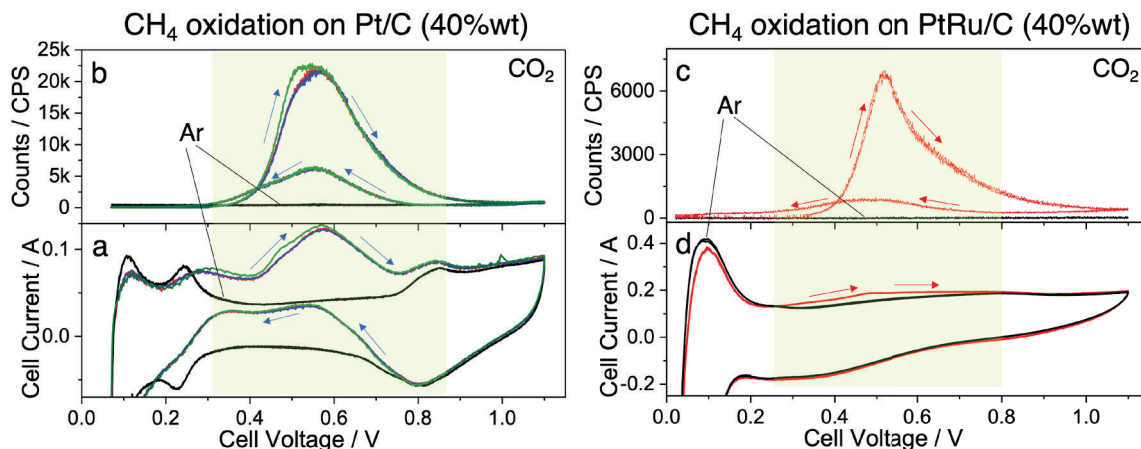 CH₄ oxidation on Pt/C (40%wt)
b
CO₂
Ar
Counts / CPS
25k
20k
15k
10k
5k
0
a
Cell Current / A
0.1
0.0
0.0 0.2 0.4 0.6 0.8 1.0
Cell Voltage / V
CH₄ oxidation on PtRu/C (40%wt)
c
CO₂
Ar
Counts / CPS
6000
3000
0
d
Cell Current / A
0.4
0.2
0.0
-0.2
0.0 0.2 0.4 0.6 0.8 1.0
Cell Voltage / V